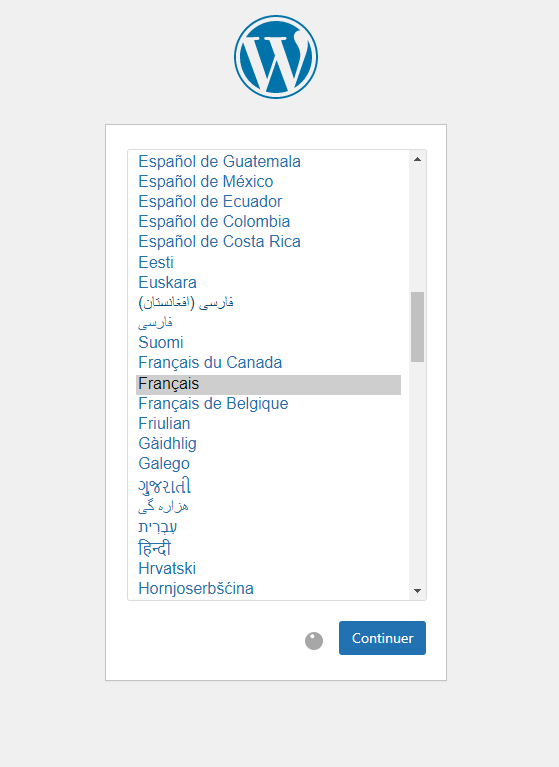 Español de Guatemala
Español de México
Español de Ecuador
Español de Colombia
Español de Costa Rica
Eesti
Euskara
(فارسی (افغانستان
فارسی
Suomi
Français du Canada
Français
Français de Belgique
Friulian
Gàidhlig
Galego
ગુજરાતી
هزاره گی
עִבְרִית
हिन्दी
Hrvatski
Hornjoserbšćina
Continuer